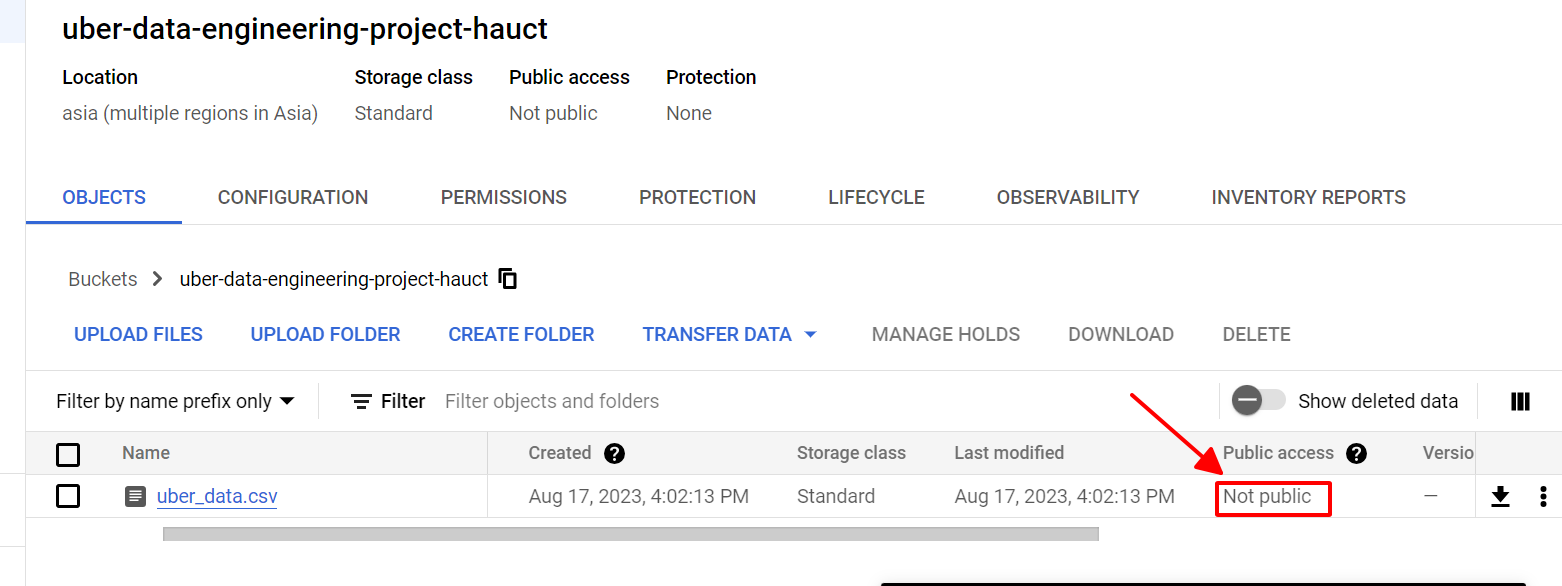 uber-data-engineering-project-hauct
Location Storage class Public access Protection
asia (multiple regions in Asia) Standard Not public None
OBJECTS CONFIGURATION PERMISSIONS PROTECTION LIFECYCLE OBSERVABILITY INVENTORY REPORTS
Buckets > uber-data-engineering-project-hauct
UPLOAD FILES UPLOAD FOLDER CREATE FOLDER TRANSFER DATA MANAGE HOLDS DOWNLOAD DELETE
Filter by name prefix only Filter Filter objects and folders Show deleted data
Name Created ? Storage class Last modified Public access ? Versio
uber_data.csv Aug 17, 2023, 4:02:13 PM Standard Aug 17, 2023, 4:02:13 PM Not public —